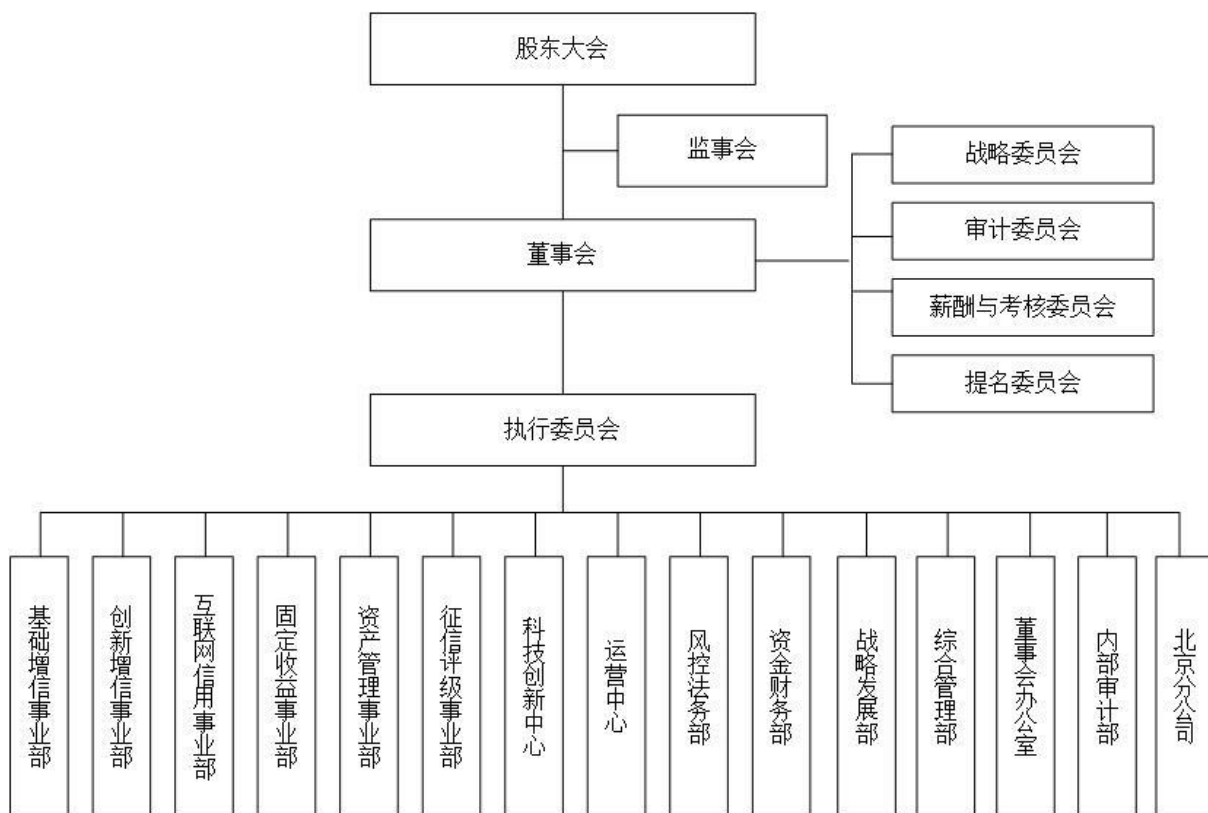 股东大会
监事会
战略委员会
审计委员会
董事会
薪酬与考核委员会
提名委员会
执行委员会
基础增信事业部
创新增信事业部
互联网信用事业部
固定收益事业部
资产管理事业部
征信评级事业部
科技创新中心
运营中心
风控法务部
资金财务部
战略发展部
综合管理部
董事会办公室
内部审计部
北京分公司